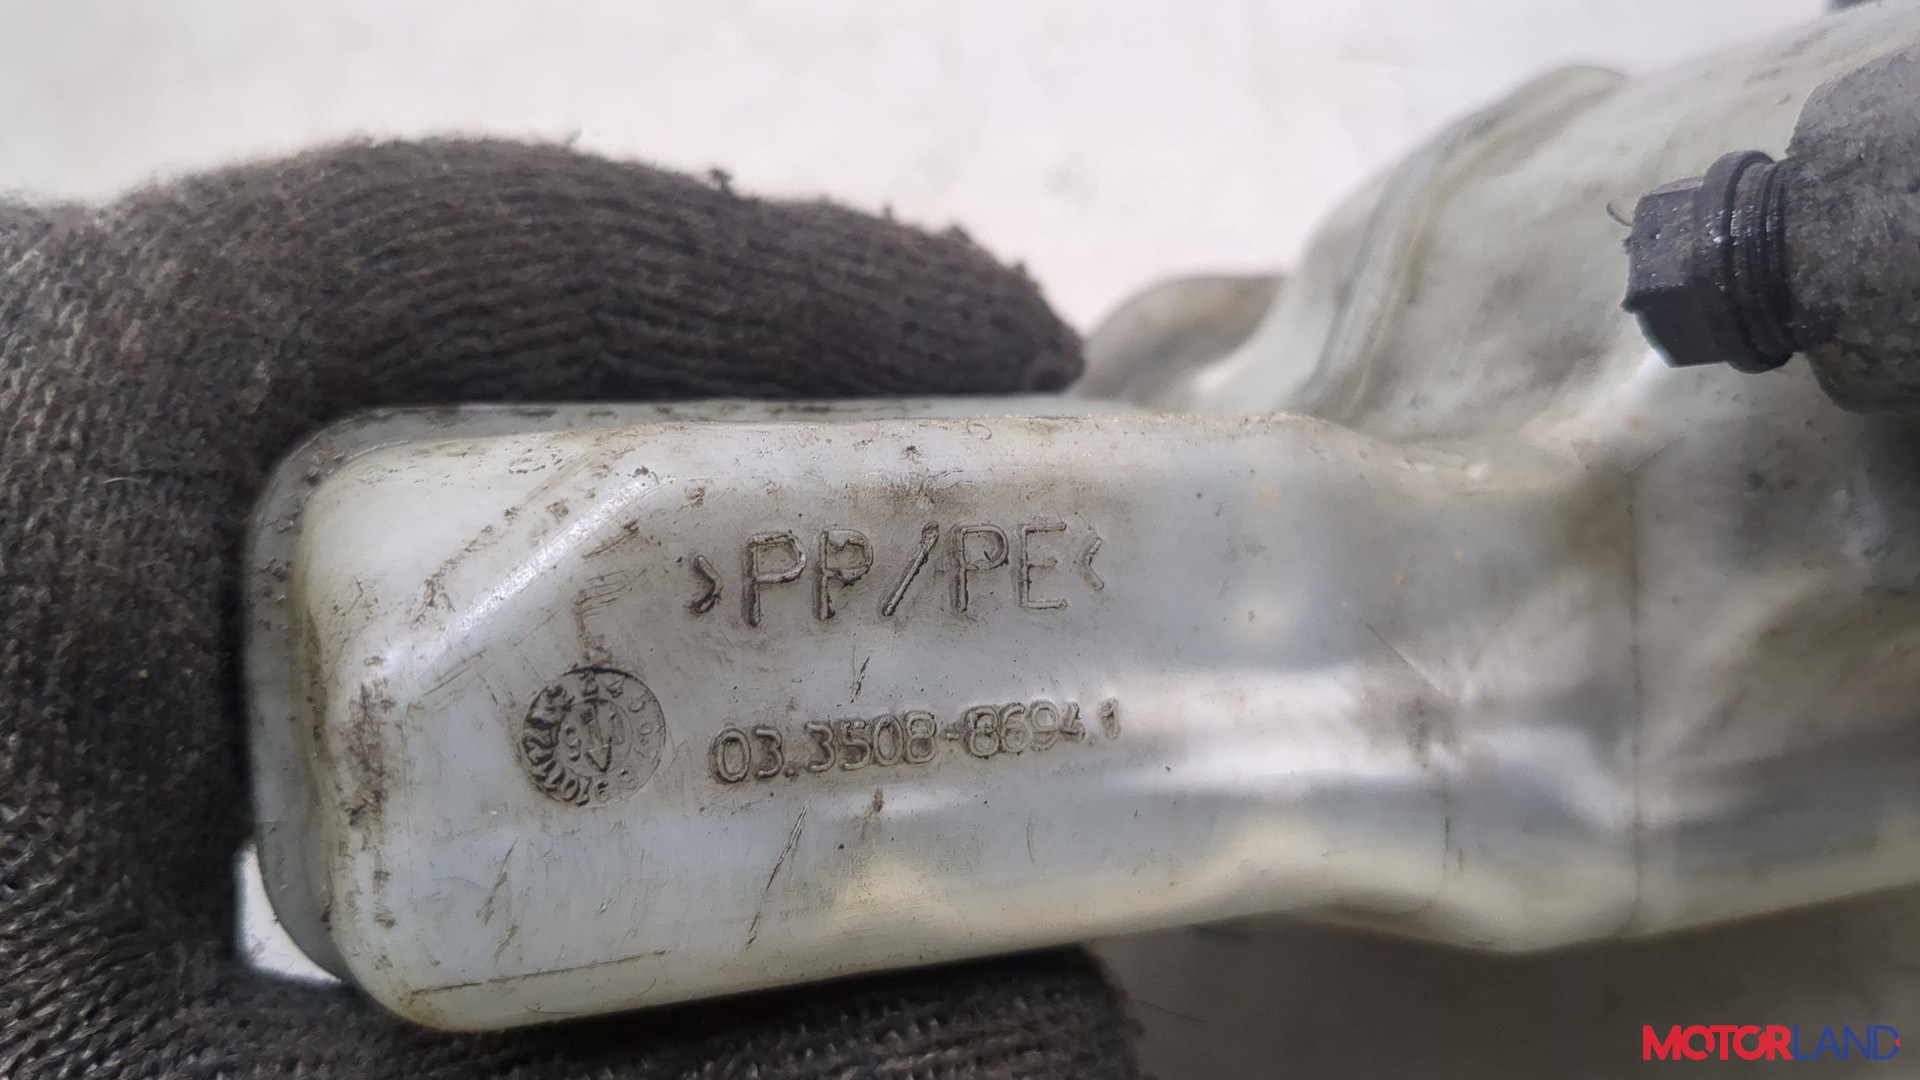 >PP/PE<
03.3508-8694.1
MOTORLAND